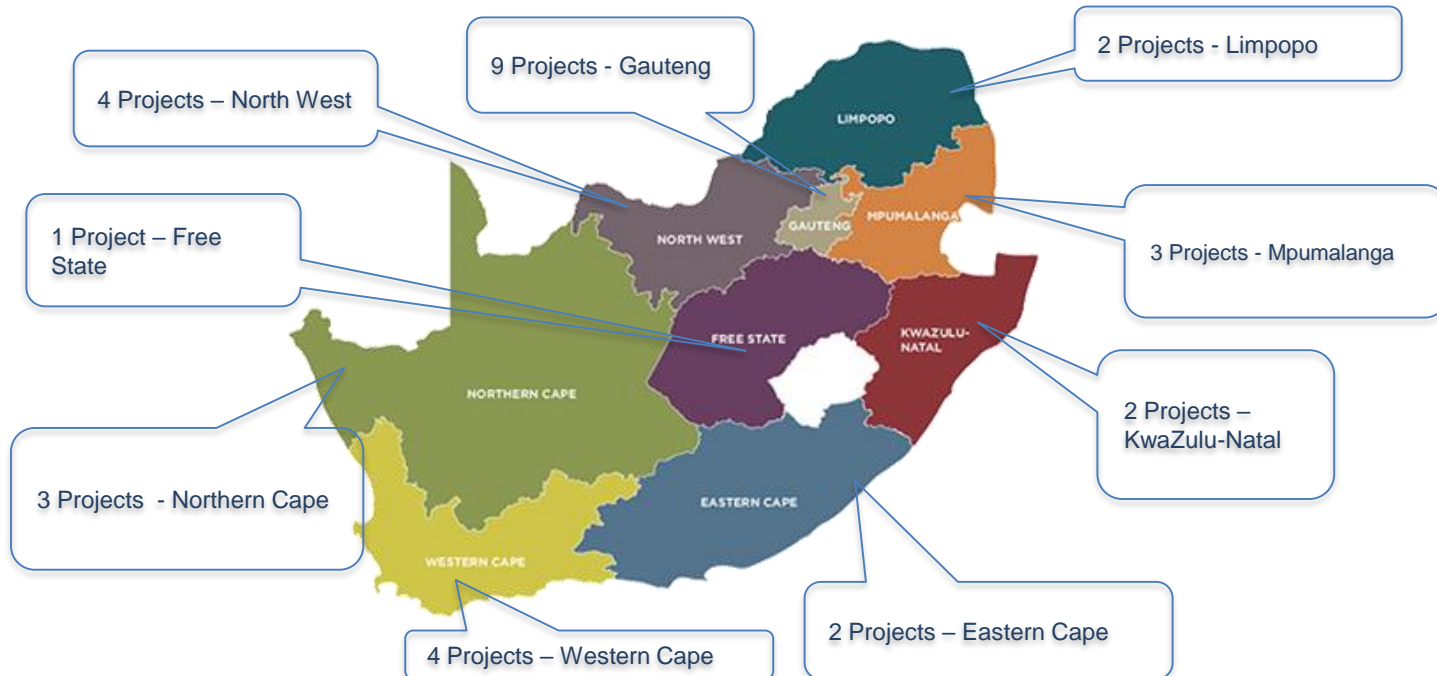 2 Projects - Limpopo
9 Projects - Gauteng
4 Projects – North West
LIMPOPO
1 Project – Free
State
NORTH WEST
GAUTENG
MPUMALANGA
3 Projects - Mpumalanga
FREE STATE
KWAZULU-
NATAL
NORTHERN CAPE
2 Projects –
KwaZulu-Natal
3 Projects  - Northern Cape
EASTERN CAPE
WESTERN CAPE
2 Projects – Eastern Cape
4 Projects – Western Cape